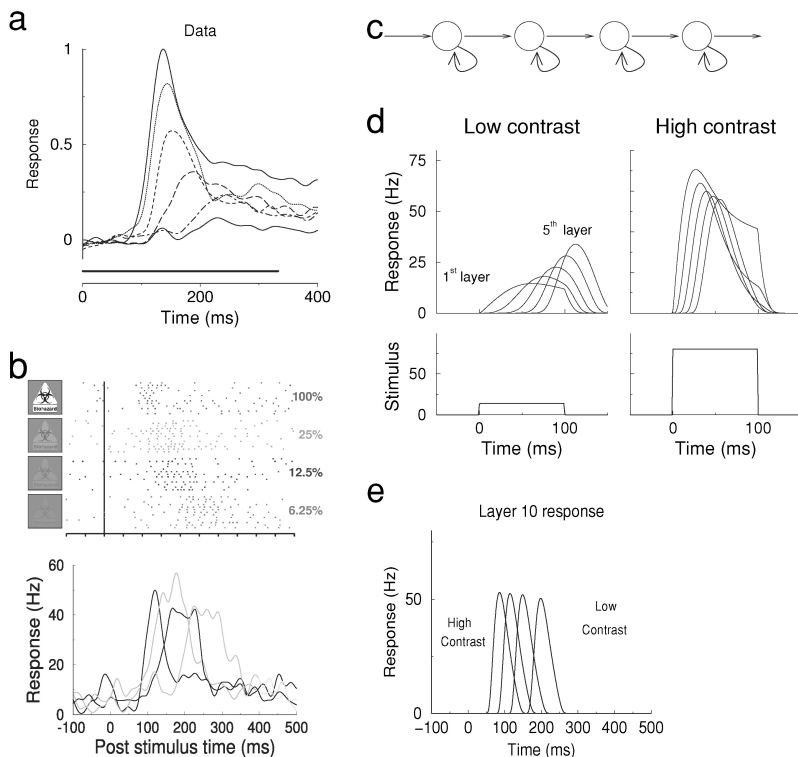 a
Data
1
0.5
0
Response
0
200
400
Time (ms)
b
Biohazard
100%
25%
12.5%
6.25%
60
40
20
0
Response (Hz)
-100
0
100
200
300
400
500
Post stimulus time (ms)
c
d
Low contrast
High contrast
75
50
25
0
Response (Hz)
1st layer
5th layer
50
0
Stimulus
0
100
0
100
Time (ms)
Time (ms)
e
Layer 10 response
50
0
Response (Hz)
High
Contrast
Low
Contrast
−100
0
100
200
300
400
500
Time (ms)